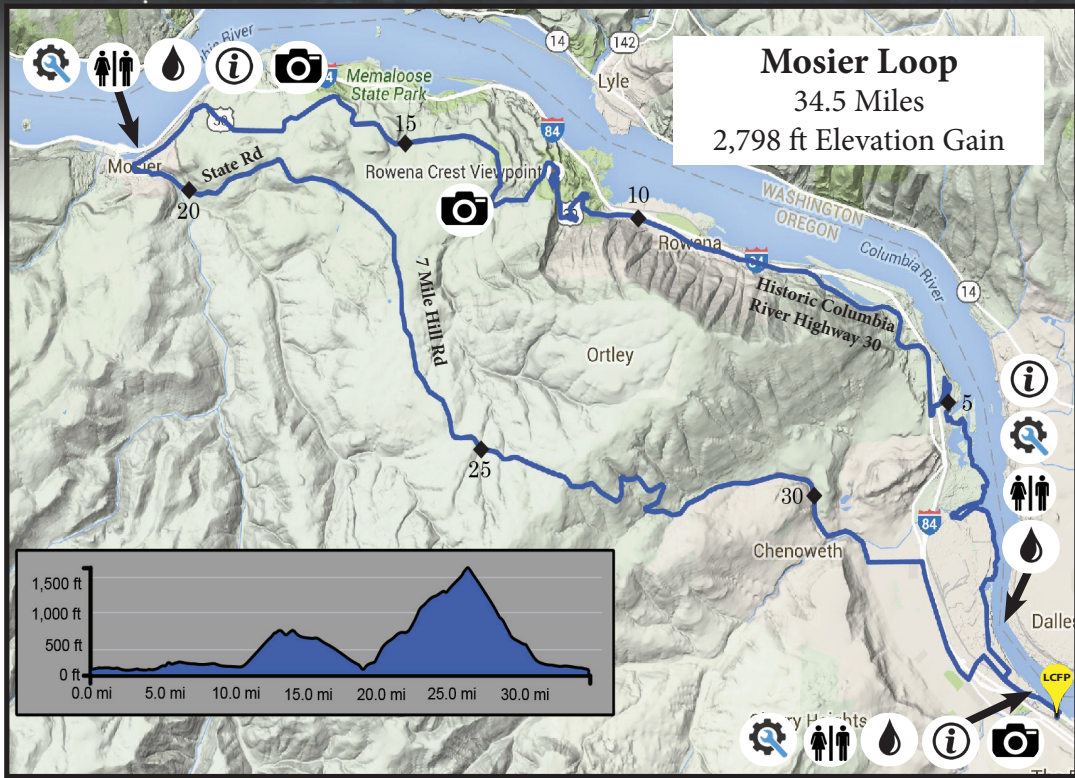 Mosier Loop
34.5 Miles
2,798 ft Elevation Gain
River
14
142
Lyle
Memaloose
State Park
15
84
Rowena Crest Viewpoint
Mosier
State Rd
20
10
Rowena
WASHINGTON
OREGON
Columbia River
14
Historic Columbia
River Highway 30
7 Mile Hill Rd
Ortley
5
25
30
84
Chenoweth
Dalles
LCFP
Heights
1,500 ft
1,000 ft
500 ft
0 ft
0.0 mi
5.0 mi
10.0 mi
15.0 mi
20.0 mi
25.0 mi
30.0 mi